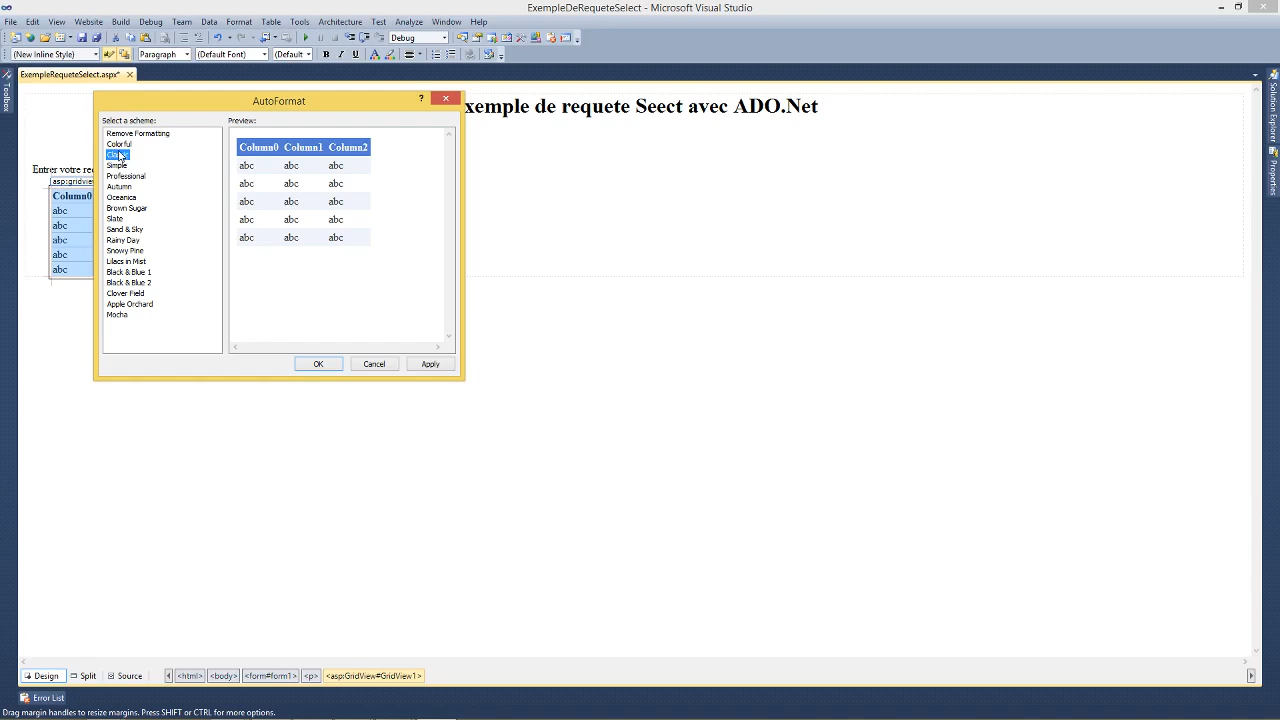 ExempleDeRequeteSelect - Microsoft Visual Studio
File Edit View Website Build Debug Team Data Format Table Tools Architecture Test Analyze Window Help
Debug
(New Inline Style) Paragraph (Default Font) (Default B I U A
ExempleRequeteSelect.aspx*
Toolbox
Solution Explorer
Properties
xemple de requete Seect avec ADO.Net
AutoFormat
?
Select a scheme:
Preview:
Remove Formatting
Colorful
Simple
Professional
Autumn
Oceanica
Brown Sugar
Slate
Sand & Sky
Rainy Day
Snowy Pine
Lilacs in Mist
Black & Blue 1
Black & Blue 2
Clover Field
Apple Orchard
Mocha
Column0 Column1 Column2
abc abc abc
abc abc abc
abc abc abc
abc abc abc
abc abc abc
OK Cancel Apply
Entrer votre re
asp:gridvie
Column0
abc
abc
abc
abc
abc
Design Split Source <html> <body> <form#form1> <p> <asp:GridView#GridView1>
Error List
Drag margin handles to resize margins. Press SHIFT or CTRL for more options.